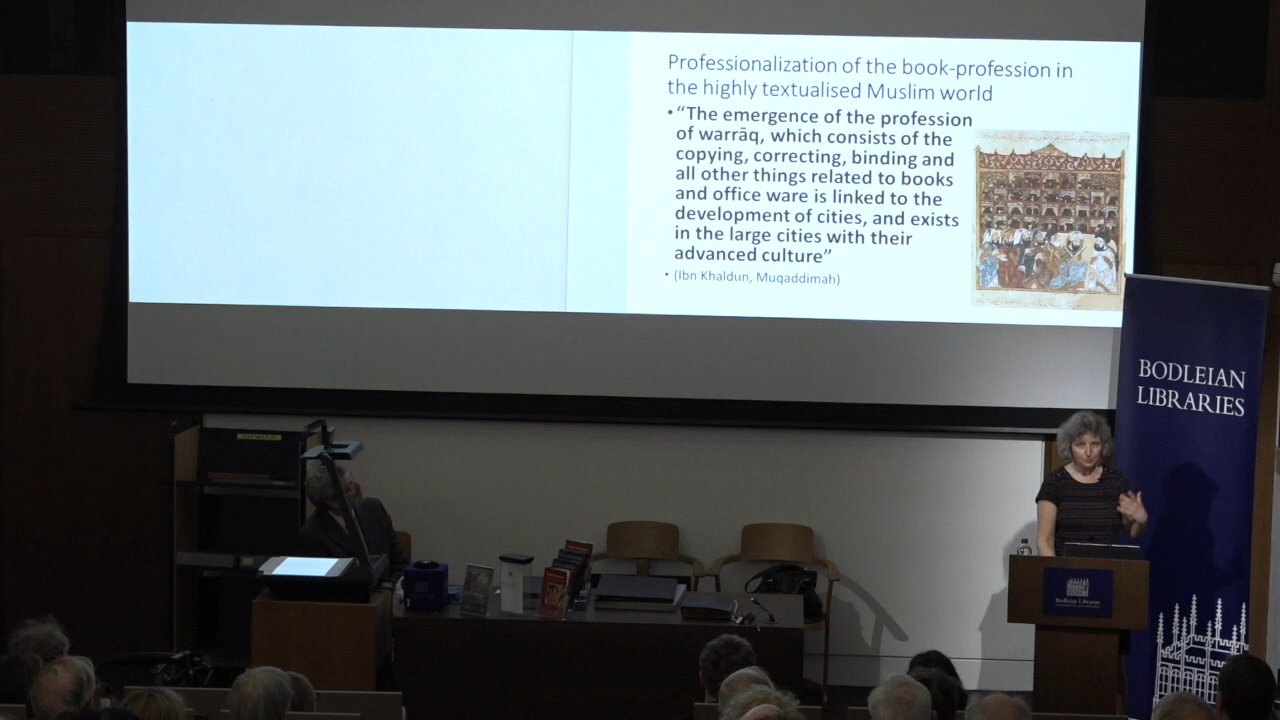 Professionalization of the book-profession in
the highly textualised Muslim world
• “The emergence of the profession
of warrāq, which consists of the
copying, correcting, binding and
all other things related to books
and office ware is linked to the
development of cities, and exists
in the large cities with their
advanced culture”
• (Ibn Khaldun, Muqaddimah)
BODLEIAN
LIBRARIES
Bodleian Libraries